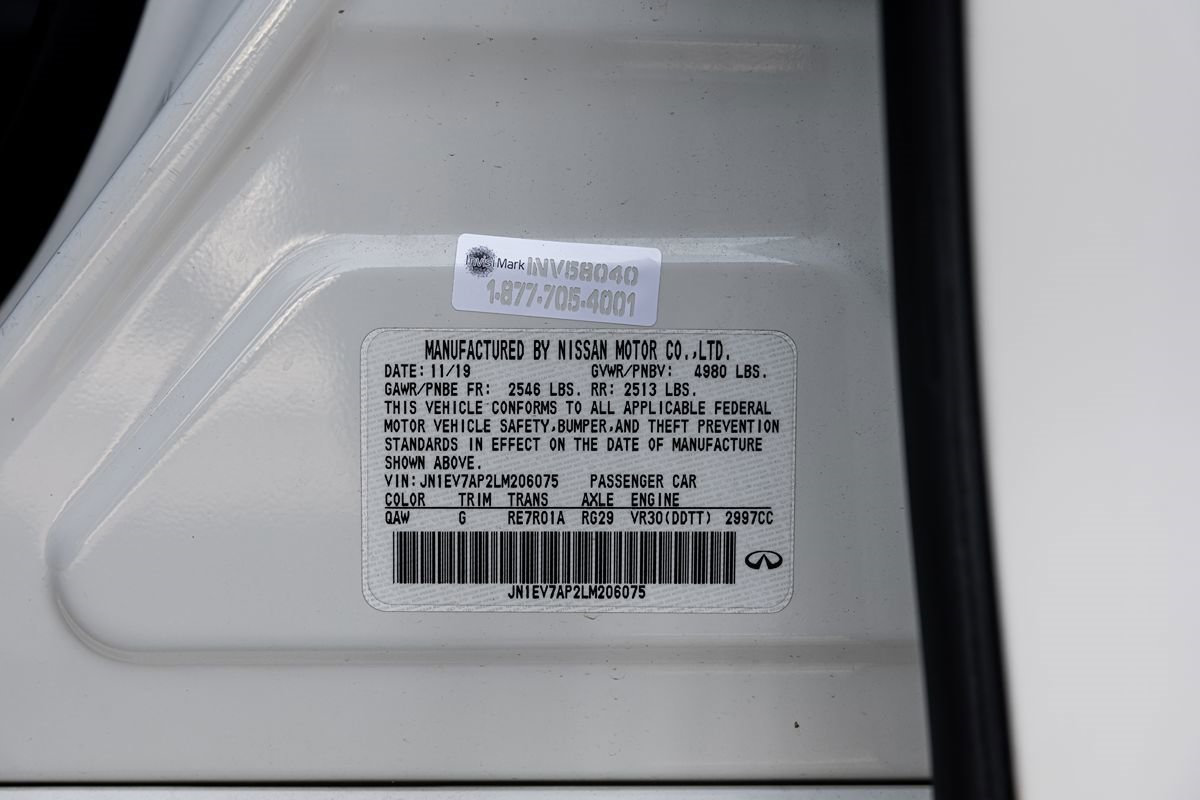 IMS Mark INV58040
1-877-705-4001
MANUFACTURED BY NISSAN MOTOR CO.,LTD.
DATE: 11/19 GVWR/PNBV: 4980 LBS.
GAWR/PNBE FR: 2546 LBS. RR: 2513 LBS.
THIS VEHICLE CONFORMS TO ALL APPLICABLE FEDERAL
MOTOR VEHICLE SAFETY,BUMPER,AND THEFT PREVENTION
STANDARDS IN EFFECT ON THE DATE OF MANUFACTURE
SHOWN ABOVE.
VIN: JN1EV7AP2LM206075 PASSENGER CAR
COLOR TRIM TRANS AXLE ENGINE
QAW G RE7R01A RG29 VR30(DDTT) 2997CC
JN1EV7AP2LM206075